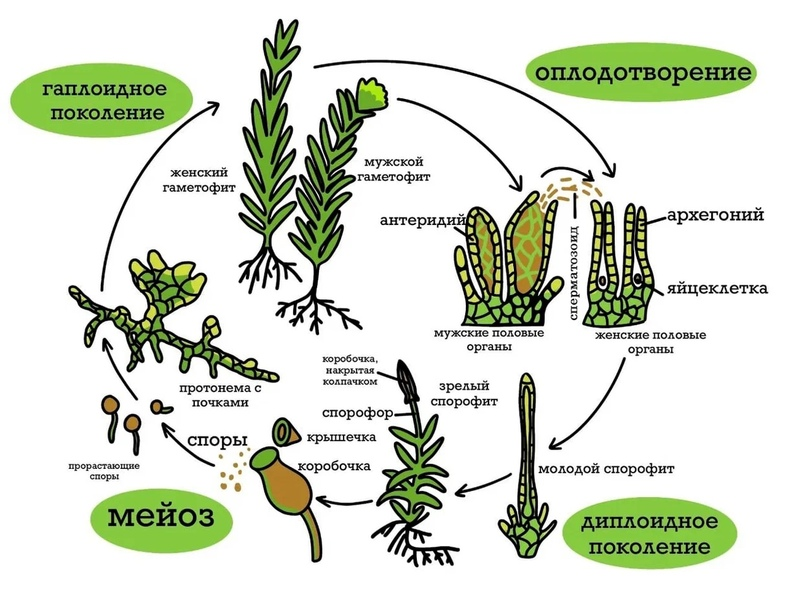 оплодотворение
гаплоидное
поколение
женский
гаметофит
мужской
гаметофит
антеридий
сперматозоид
архегоний
яйцеклетка
мужские половые
органы
женские половые
органы
коробочка,
накрытая
колпачком
зрелый
спорофит
протонема с
почками
спорофор
споры
крышечка
коробочка
молодой спорофит
прорастающие
споры
мейоз
диплоидное
поколение